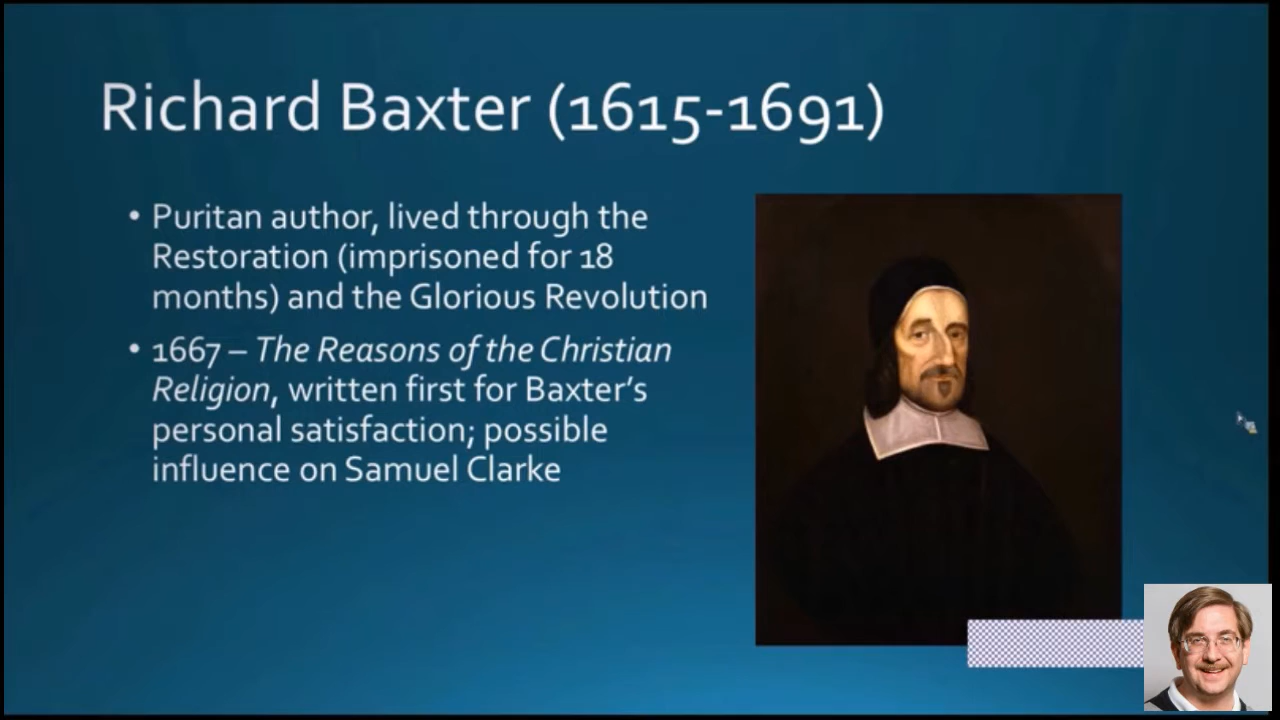 Richard Baxter (1615-1691)
• Puritan author, lived through the
Restoration (imprisoned for 18
months) and the Glorious Revolution
• 1667 – The Reasons of the Christian
Religion, written first for Baxter’s
personal satisfaction; possible
influence on Samuel Clarke